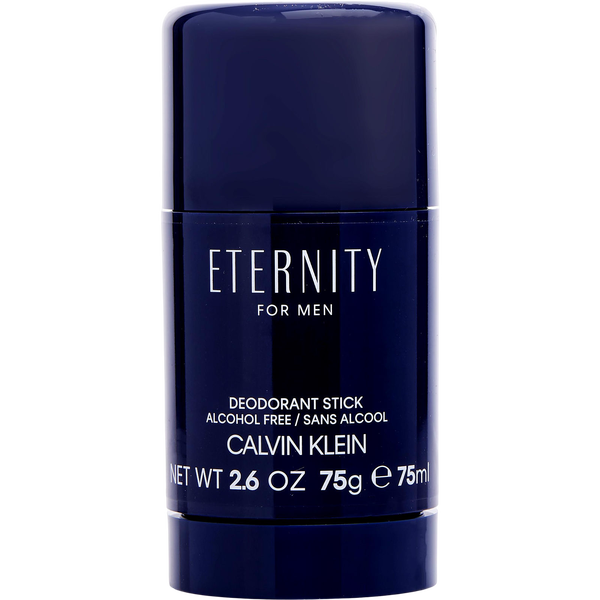 ETERNITY
FOR MEN
DEODORANT STICK
ALCOHOL FREE / SANS ALCOOL
CALVIN KLEIN
NET WT 2.6 OZ 75g ℮ 75ml